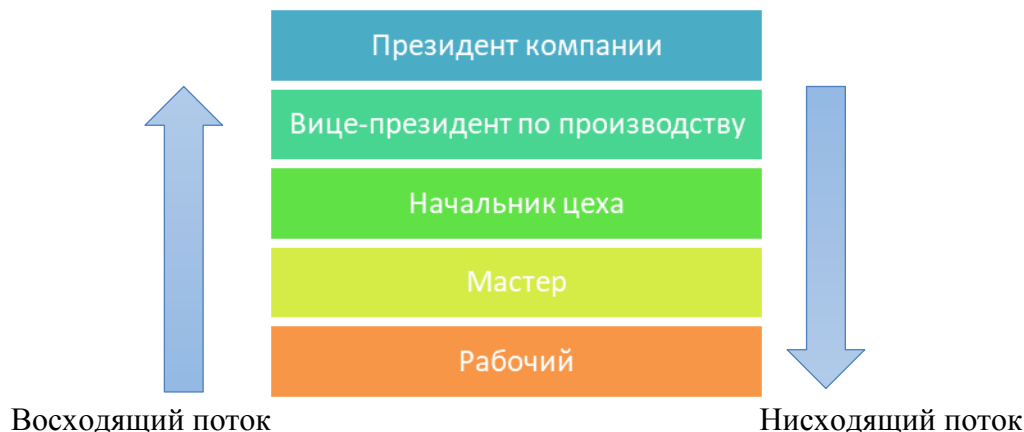 Президент компании
Вице-президент по производству
Начальник цеха
Мастер
Рабочий
Восходящий поток
Нисходящий поток